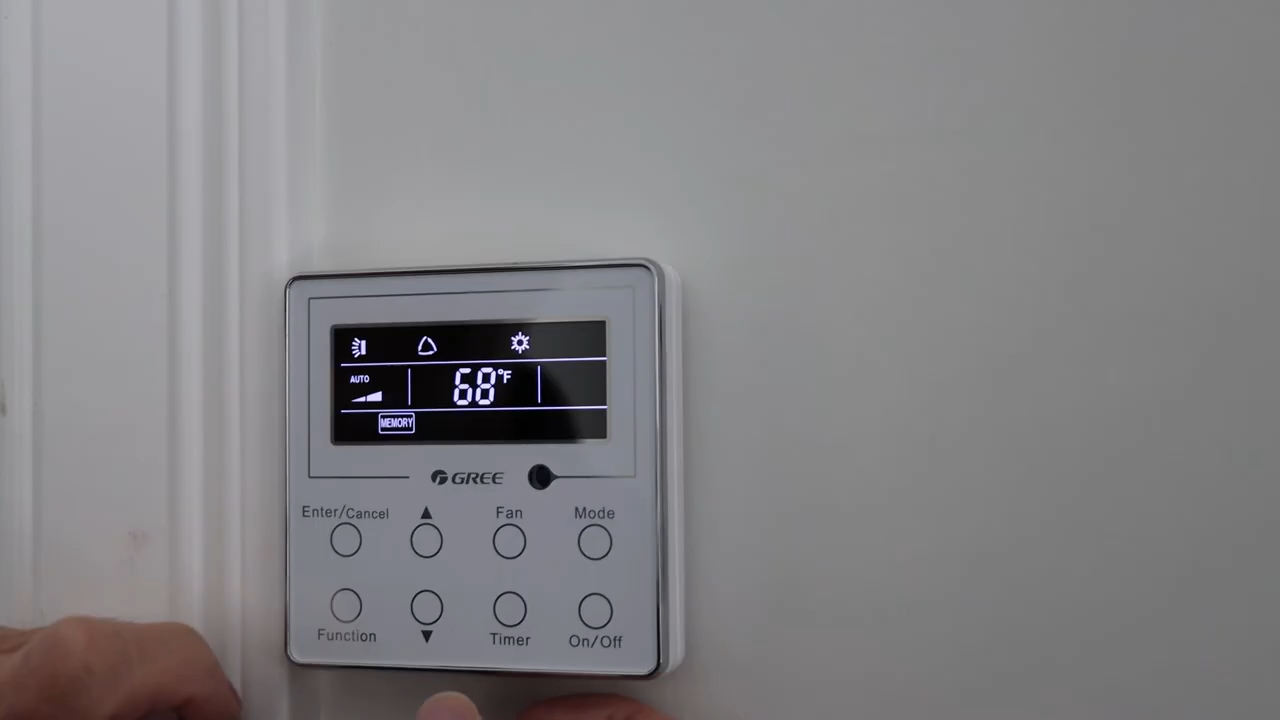 AUTO
68°F
MEMORY
GREE
Enter/Cancel ▲ Fan Mode
Function ▼ Timer On/Off